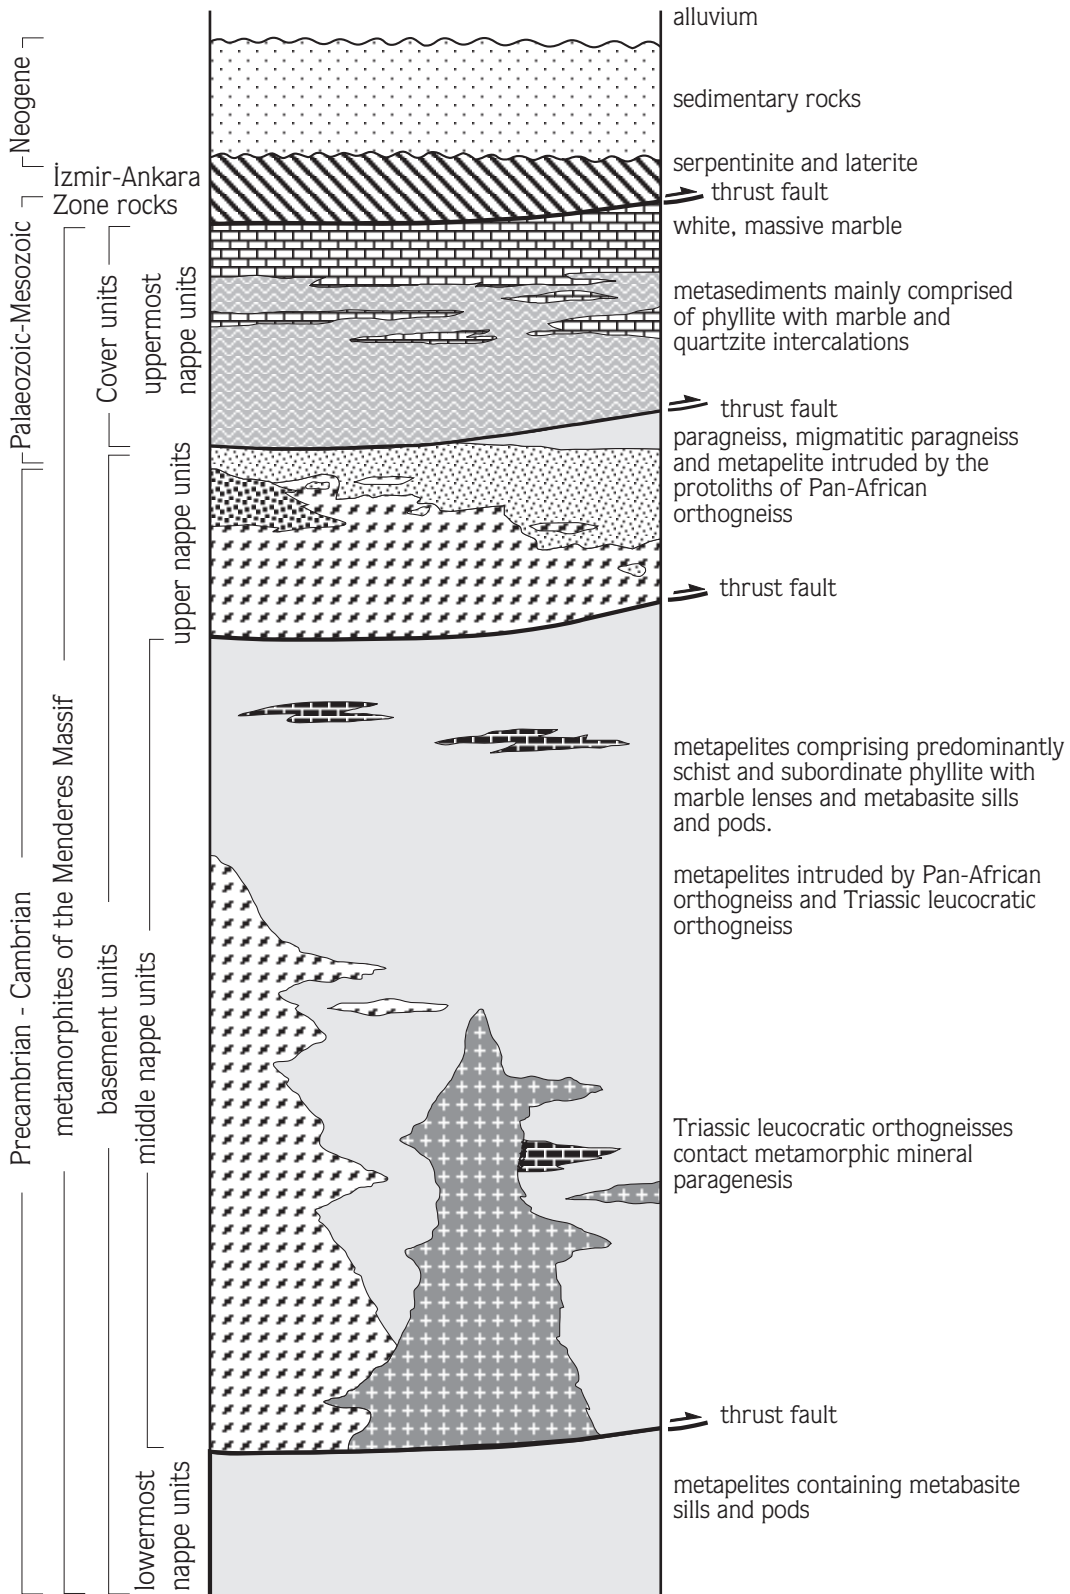 alluvium
sedimentary rocks
serpentinite and laterite
thrust fault
white, massive marble
metasediments mainly comprised
of phyllite with marble and
quartzite intercalations
thrust fault
paragneiss, migmatitic paragneiss
and metapelite intruded by the
protoliths of Pan-African
orthogneiss
thrust fault
metapelites comprising predominantly
schist and subordinate phyllite with
marble lenses and metabasite sills
and pods.
metapelites intruded by Pan-African
orthogneiss and Triassic leucocratic
orthogneiss
Triassic leucocratic orthogneisses
contact metamorphic mineral
paragenesis
thrust fault
metapelites containing metabasite
sills and pods
Neogene
İzmir-Ankara
Zone rocks
Palaeozoic-Mesozoic
Precambrian - Cambrian
metamorphites of the Menderes Massif
Cover units
basement units
uppermost
nappe units
upper nappe units
middle nappe units
lowermost
nappe units